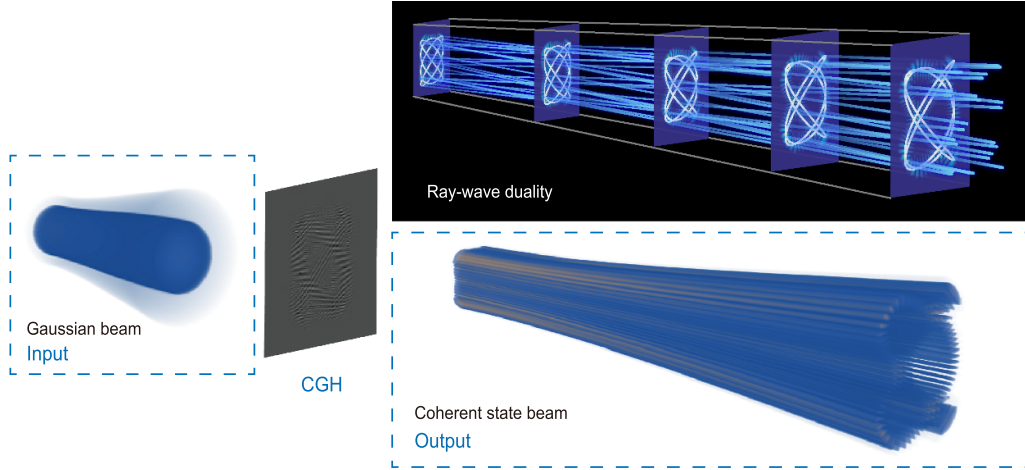 Ray-wave duality
Gaussian beam
Input
CGH
Coherent state beam
Output